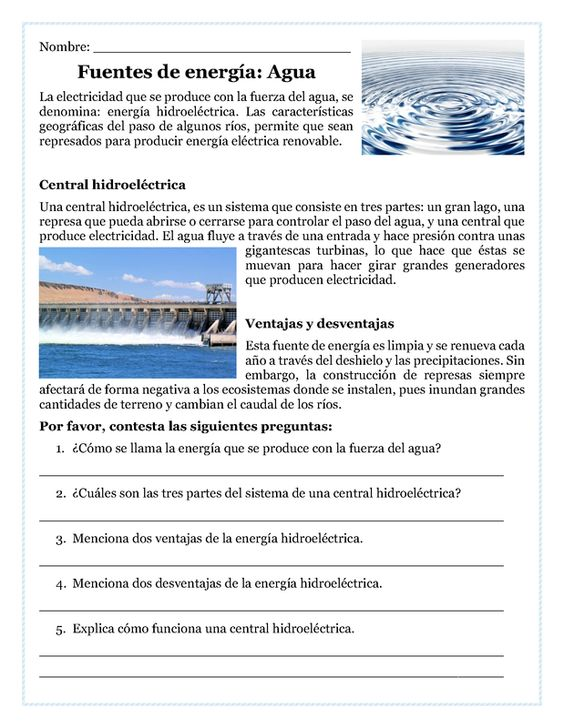 Nombre: ___________________________________
Fuentes de energía: Agua
La electricidad que se produce con la fuerza del agua, se
denomina: energía hidroeléctrica. Las características
geográficas del paso de algunos ríos, permite que sean
represados para producir energía eléctrica renovable.
Central hidroeléctrica
Una central hidroeléctrica, es un sistema que consiste en tres partes: un gran lago, una
represa que pueda abrirse o cerrarse para controlar el paso del agua, y una central que
produce electricidad. El agua fluye a través de una entrada y hace presión contra unas
gigantescas turbinas, lo que hace que éstas se
muevan para hacer girar grandes generadores
que producen electricidad.
Ventajas y desventajas
Esta fuente de energía es limpia y se renueva cada
año a través del deshielo y las precipitaciones. Sin
embargo, la construcción de represas siempre
afectará de forma negativa a los ecosistemas donde se instalen, pues inundan grandes
cantidades de terreno y cambian el caudal de los ríos.
Por favor, contesta las siguientes preguntas:
1. ¿Cómo se llama la energía que se produce con la fuerza del agua?
2. ¿Cuáles son las tres partes del sistema de una central hidroeléctrica?
3. Menciona dos ventajas de la energía hidroeléctrica.
4. Menciona dos desventajas de la energía hidroeléctrica.
5. Explica cómo funciona una central hidroeléctrica.